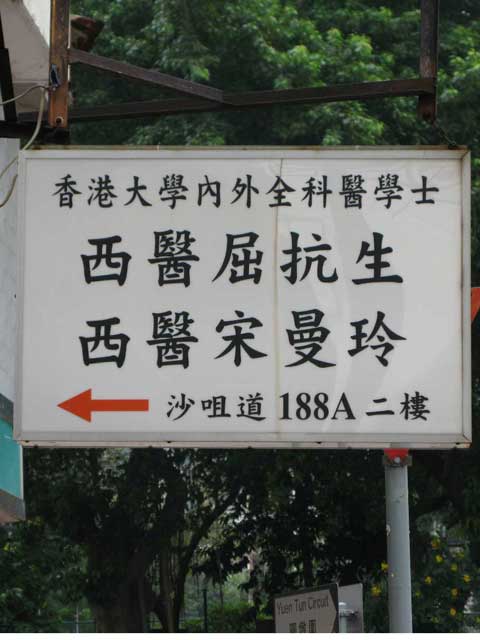 香港大學內外全科醫學士
西醫屈抗生
西醫宋曼玲
沙咀道 188A 二樓
Yuen Tun Circuit